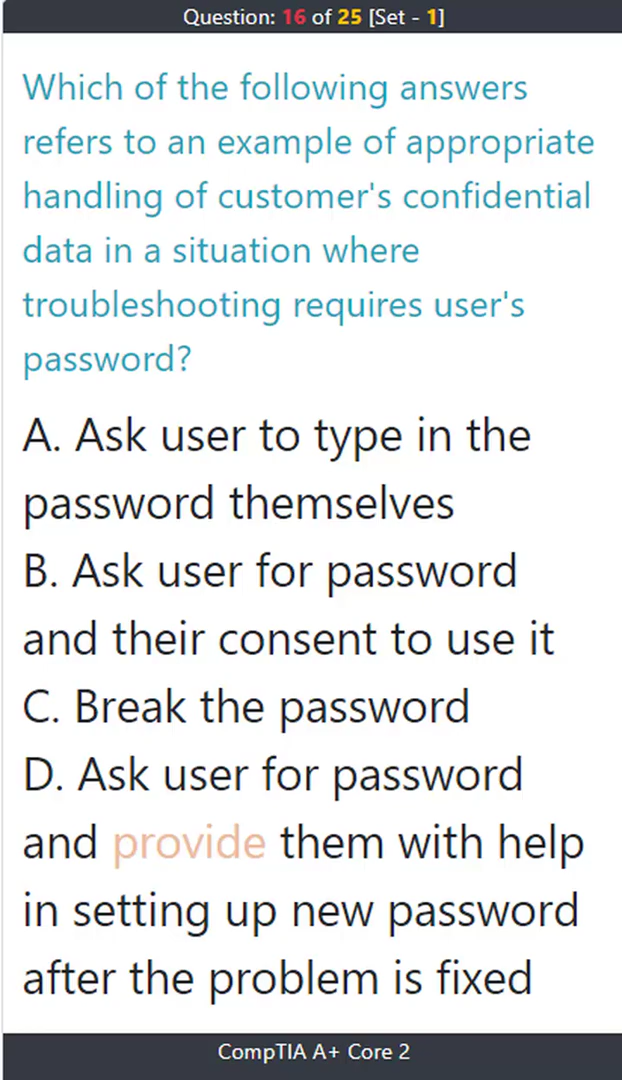 Question: 16 of 25 [Set - 1]
Which of the following answers
refers to an example of appropriate
handling of customer's confidential
data in a situation where
troubleshooting requires user's
password?
A. Ask user to type in the
password themselves
B. Ask user for password
and their consent to use it
C. Break the password
D. Ask user for password
and provide them with help
in setting up new password
after the problem is fixed
CompTIA A+ Core 2